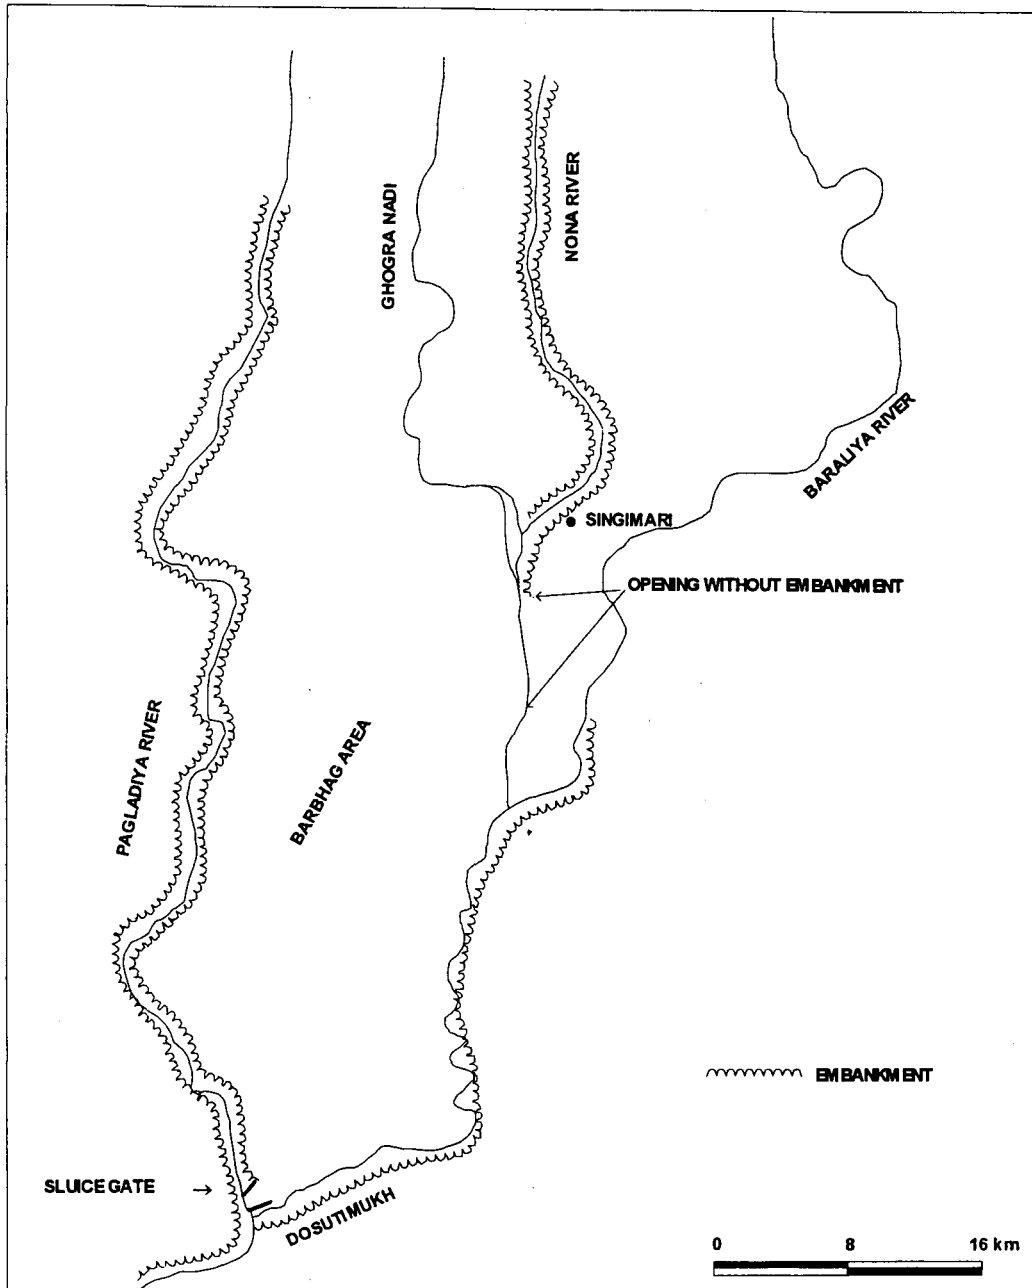 GHOGRA NADI
NONA RIVER
BARALIYA RIVER
SINGIMARI
OPENING WITHOUT EMBANKMENT
PAGLADIYA RIVER
BARBHAG AREA
EMBANKMENT
SLUICE GATE
DOSUTIMUKH
0 8 16 km